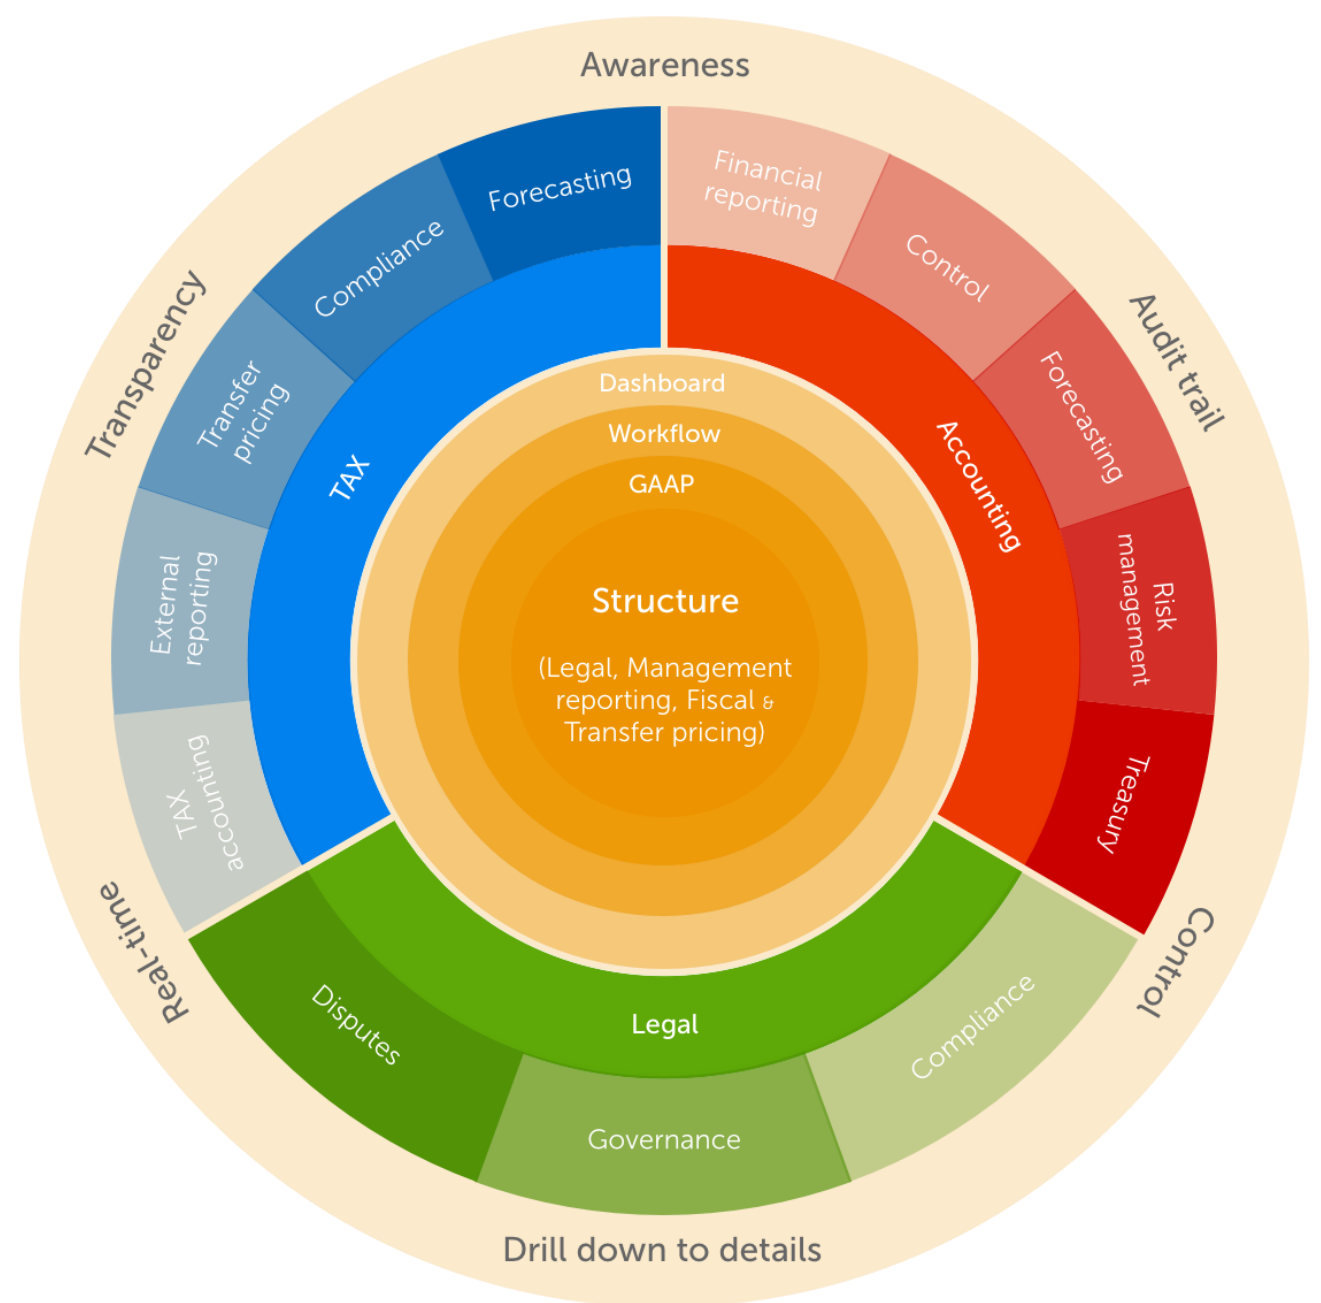 Awareness
Financial
reporting
Control
Forecasting
Risk
management
Treasury
Accounting
Audit trail
Control
Compliance
Governance
Disputes
Legal
Drill down to details
Real-time
TAX
accounting
External
reporting
Transfer
pricing
Compliance
Forecasting
TAX
Transparency
Dashboard
Workflow
GAAP
Structure
(Legal, Management
reporting, Fiscal &
Transfer pricing)